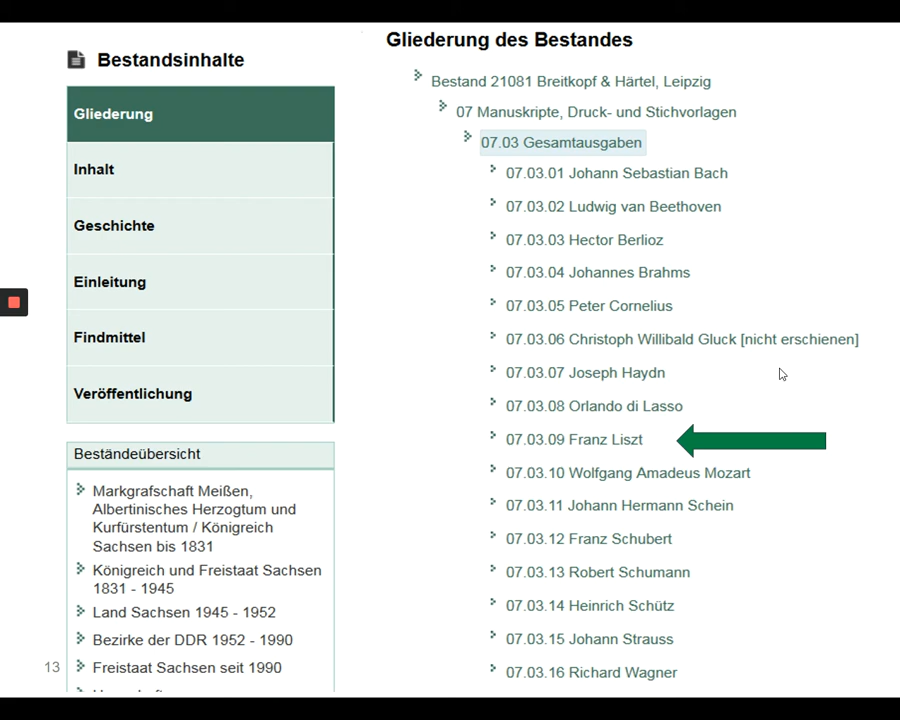 Bestandsinhalte
Gliederung
Inhalt
Geschichte
Einleitung
Findmittel
Veröffentlichung
Beständeübersicht
Markgrafschaft Meißen,
Albertinisches Herzogtum und
Kurfürstentum / Königreich
Sachsen bis 1831
Königreich und Freistaat Sachsen
1831 - 1945
Land Sachsen 1945 - 1952
Bezirke der DDR 1952 - 1990
Freistaat Sachsen seit 1990
13
Gliederung des Bestandes
Bestand 21081 Breitkopf & Härtel, Leipzig
07 Manuskripte, Druck- und Stichvorlagen
07.03 Gesamtausgaben
07.03.01 Johann Sebastian Bach
07.03.02 Ludwig van Beethoven
07.03.03 Hector Berlioz
07.03.04 Johannes Brahms
07.03.05 Peter Cornelius
07.03.06 Christoph Willibald Gluck [nicht erschienen]
07.03.07 Joseph Haydn
07.03.08 Orlando di Lasso
07.03.09 Franz Liszt
07.03.10 Wolfgang Amadeus Mozart
07.03.11 Johann Hermann Schein
07.03.12 Franz Schubert
07.03.13 Robert Schumann
07.03.14 Heinrich Schütz
07.03.15 Johann Strauss
07.03.16 Richard Wagner